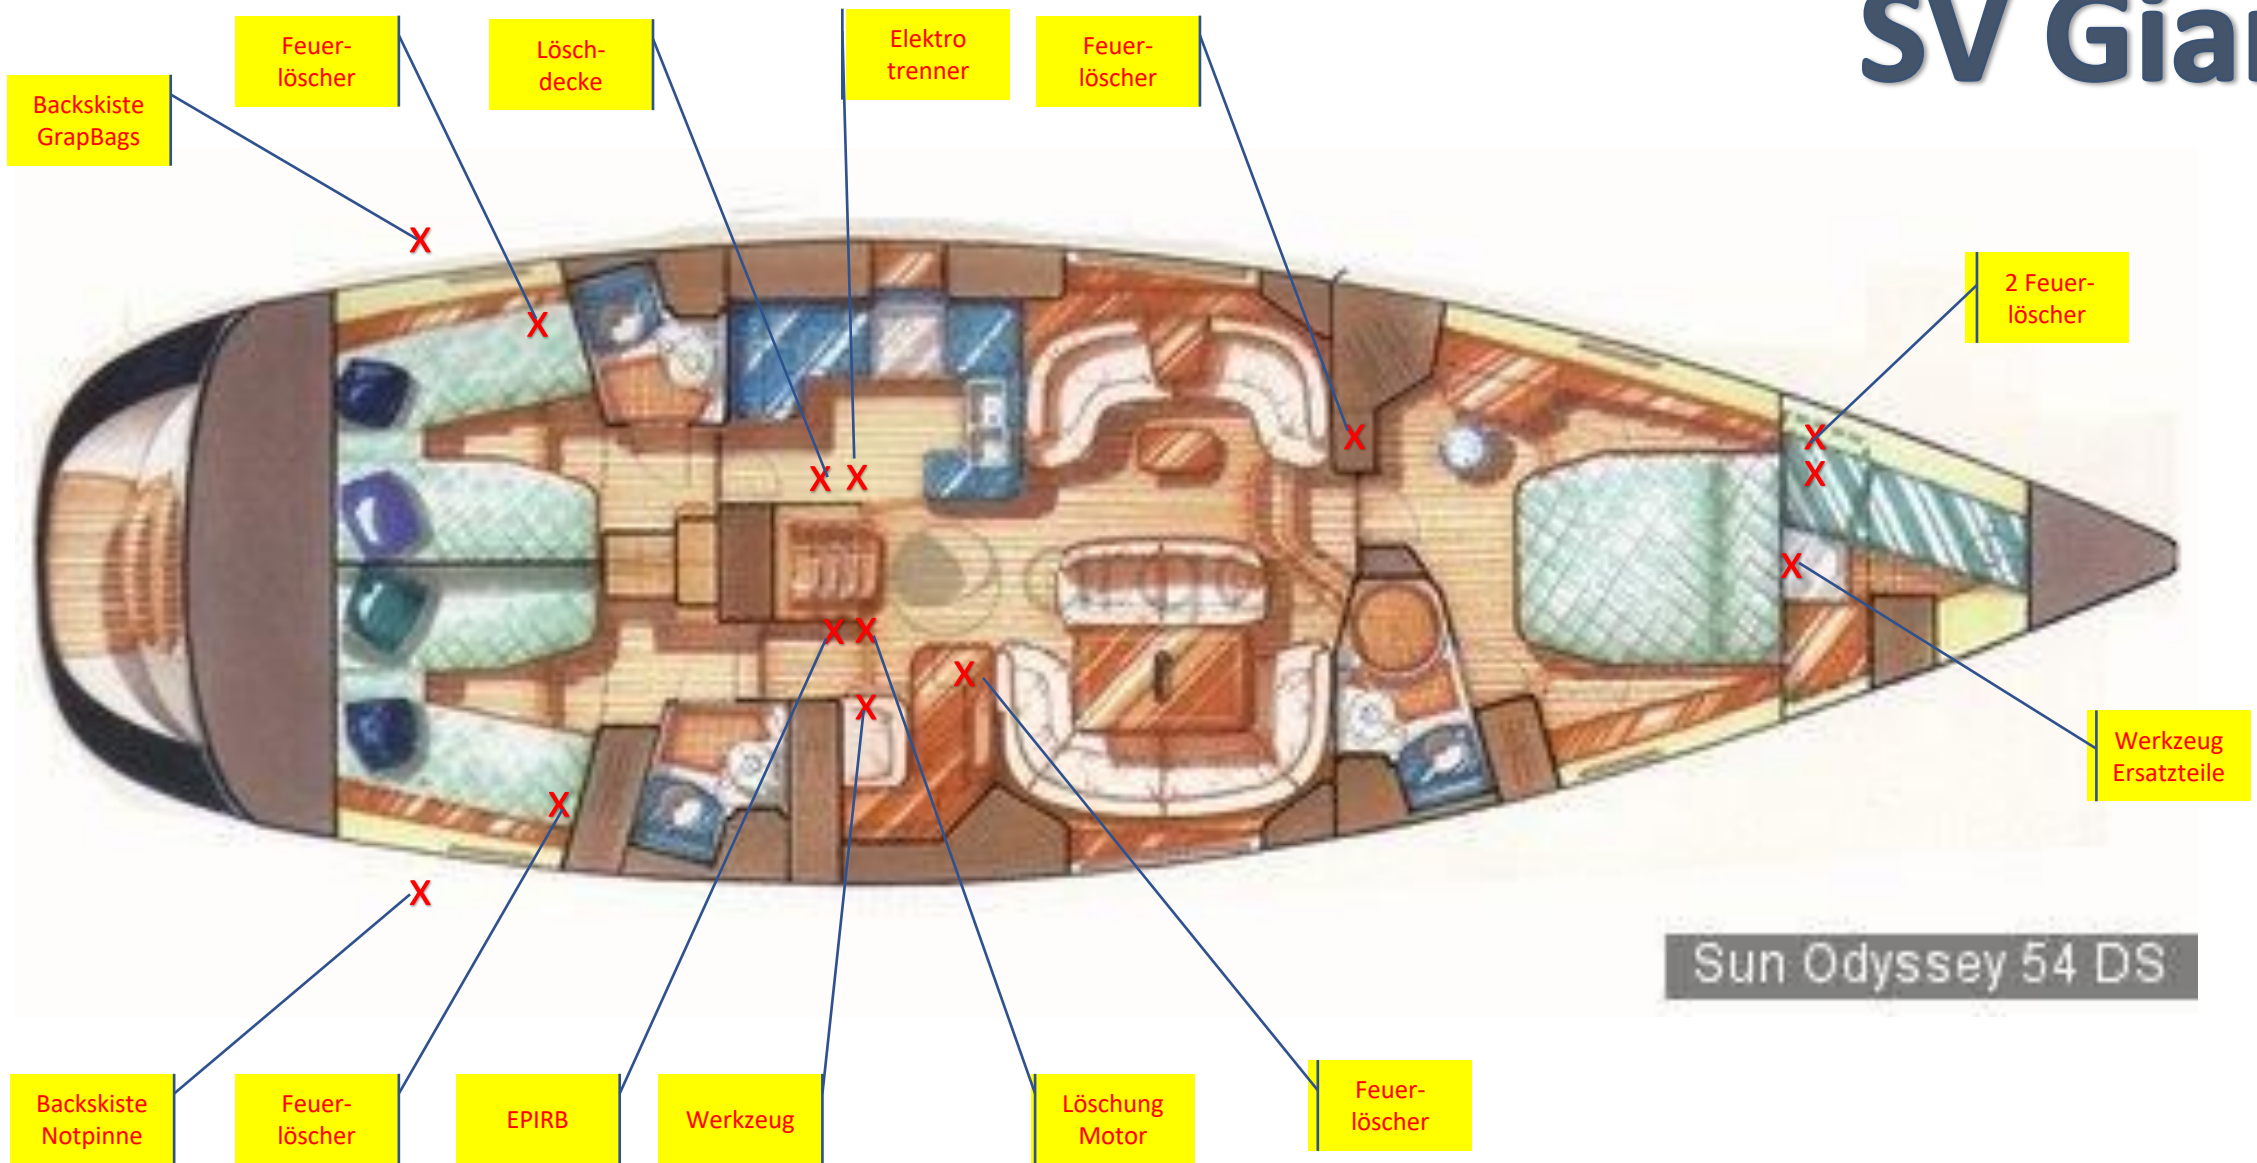 SV Gian
Feuer-
löscher
Lösch-
decke
Elektro
trenner
Feuer-
löscher
Backskiste
GrapBags
2 Feuer-
löscher
Werkzeug
Ersatzteile
Sun Odyssey 54 DS
Backskiste
Notpinne
Feuer-
löscher
EPIRB
Werkzeug
Löschung
Motor
Feuer-
löscher